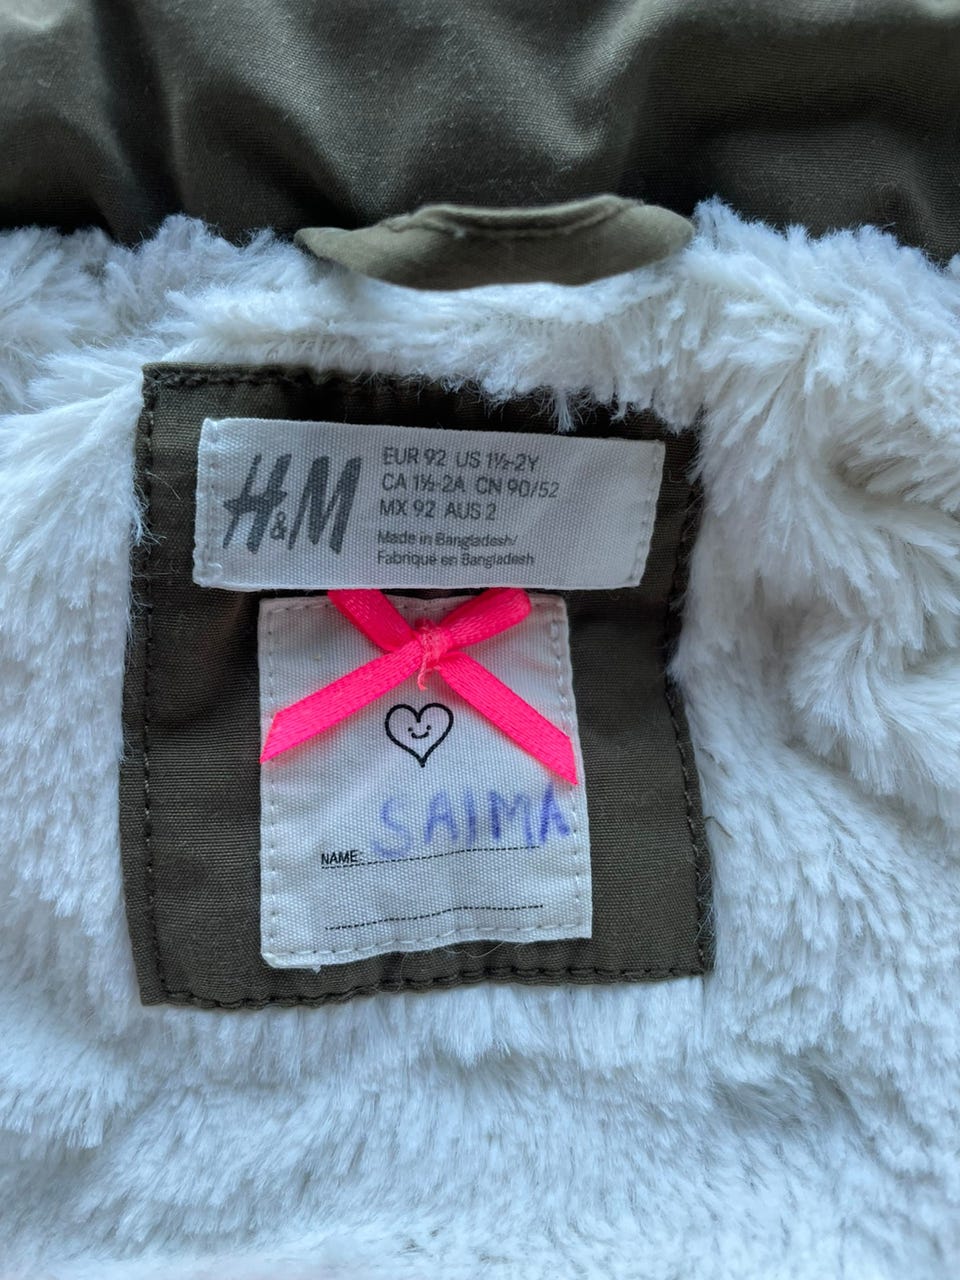 H&M
EUR 92 US 1½-2Y
CA 1½-2A CN 90/52
MX 92 AUS 2
Made in Bangladesh/
Fabriqué en Bangladesh
SAIMA
NAME: